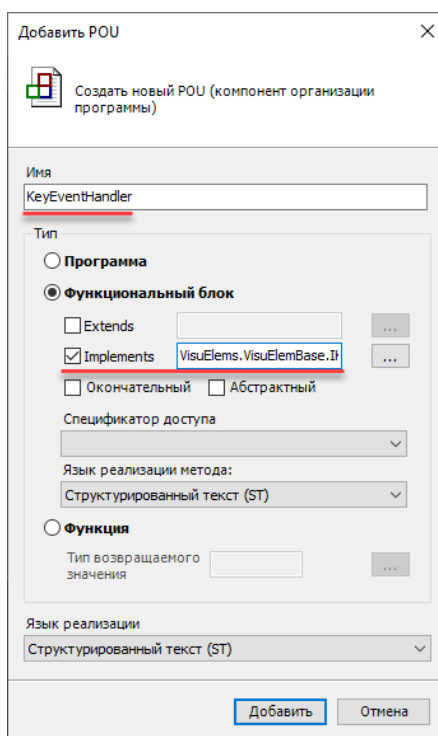 Добавить POU
Создать новый POU (компонент организации
программы)
Имя
KeyEventHandler
Тип
Программа
Функциональный блок
Extends
...
Implements
VisuElems.VisuElemBase.IK
...
Окончательный
Абстрактный
Спецификатор доступа
Язык реализации метода:
Структурированный текст (ST)
Функция
Тип возвращаемого
значения
...
Язык реализации
Структурированный текст (ST)
Добавить
Отмена